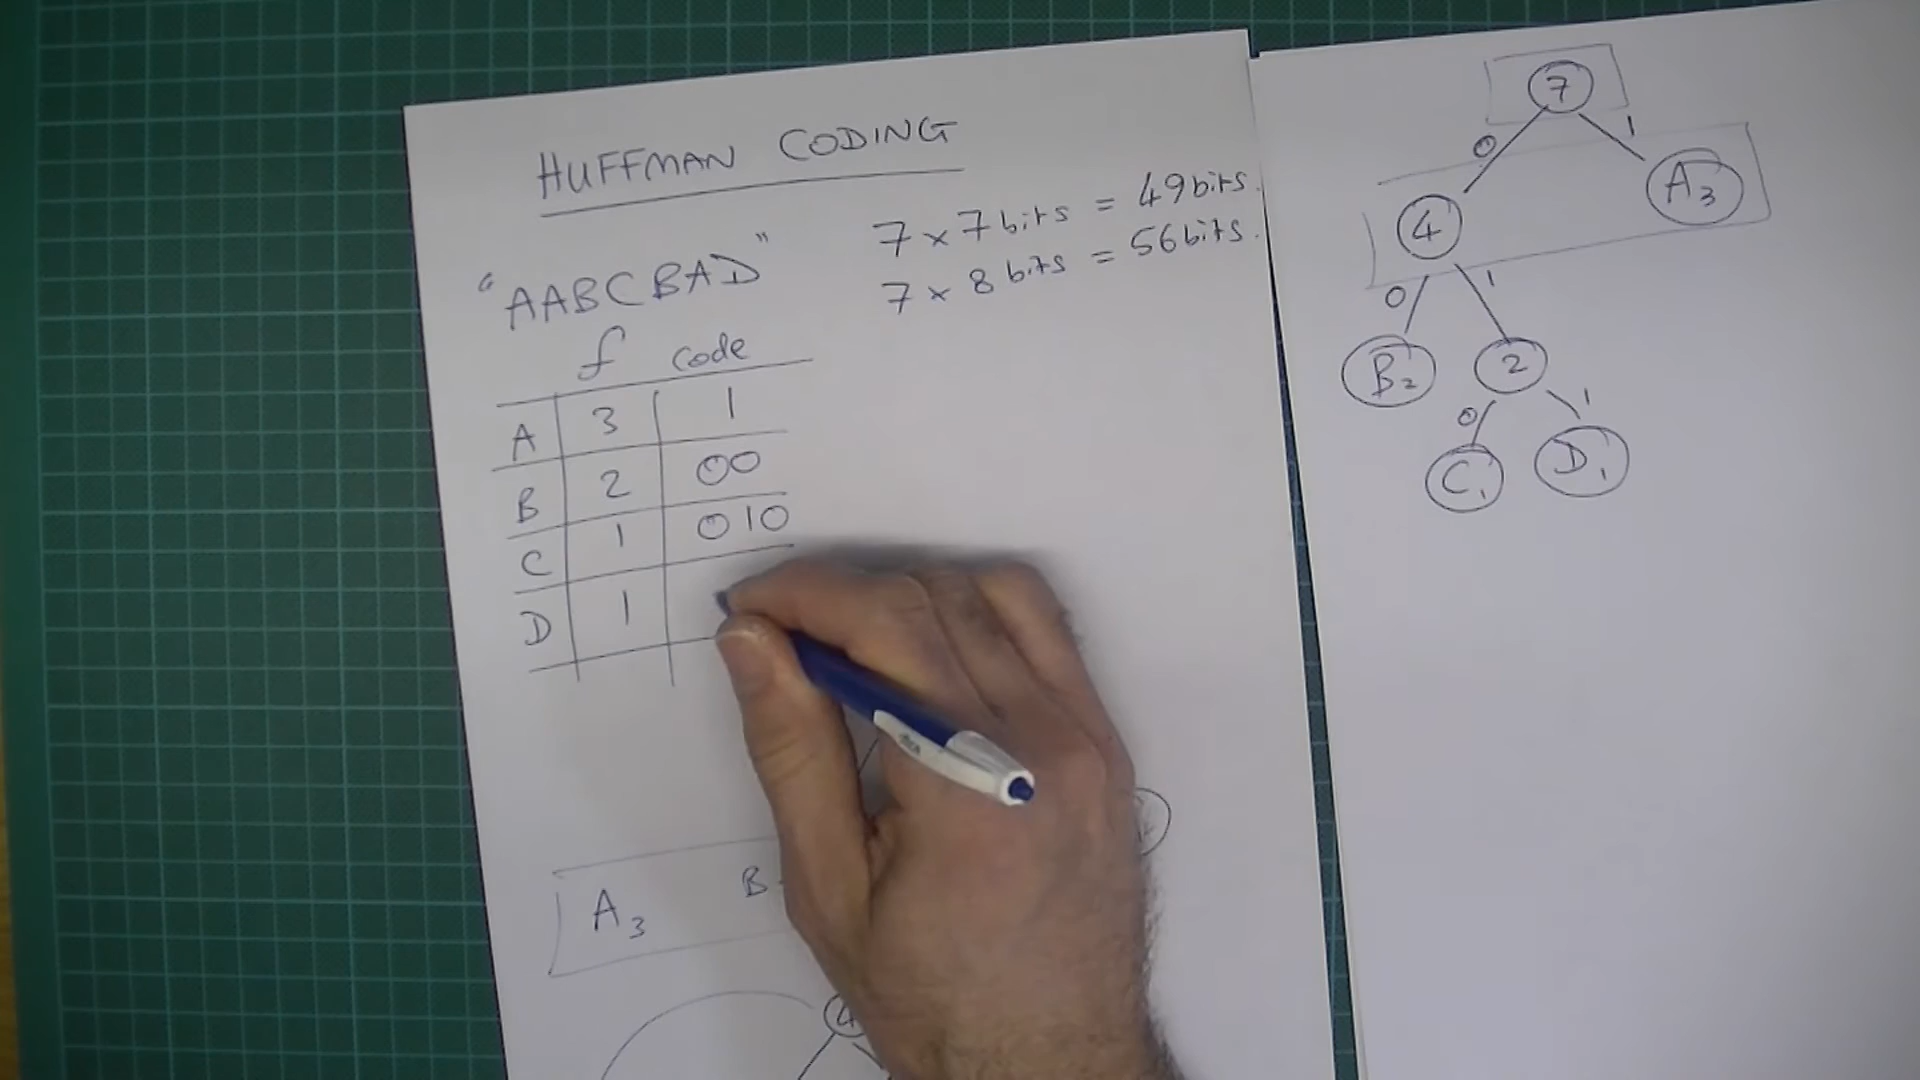 HUFFMAN CODING
"AABCBAD"
7 x 7 bits = 49 bits.
7 x 8 bits = 56 bits.
f code
A 3 1
B 2 00
C 1 010
D 1
A3 B
4
7
0 1
4 A3
0 1
B2 2
0 1
C1 D1